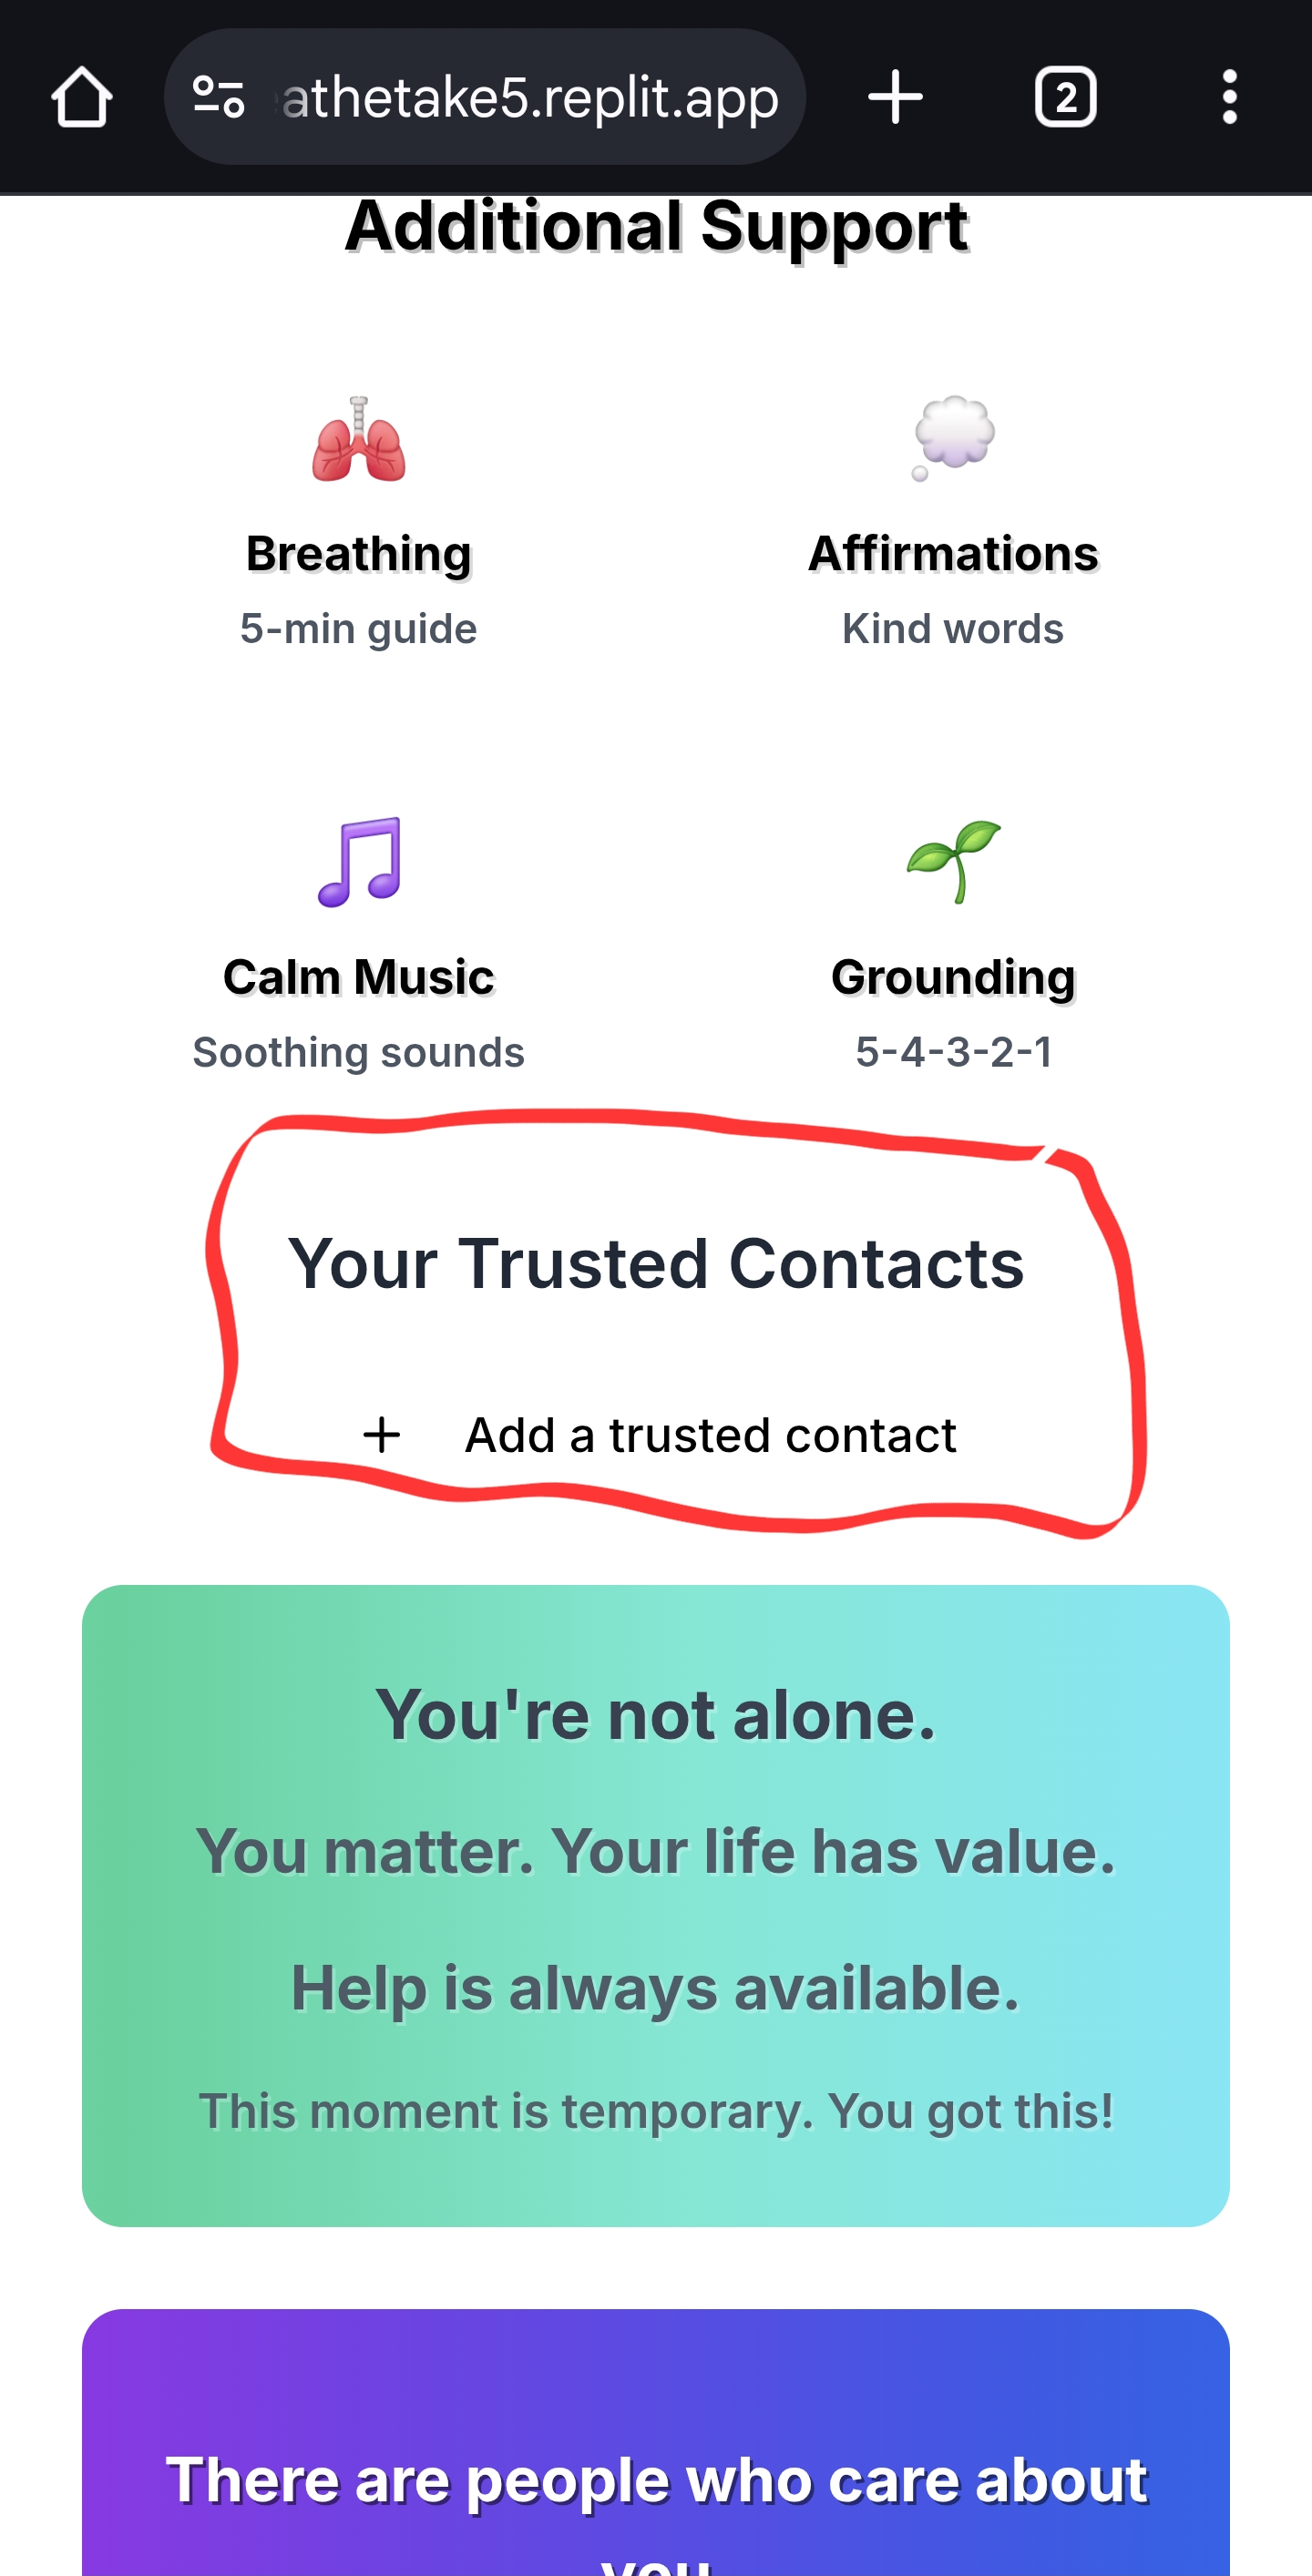 athetake5.replit.app
2
Additional Support
Breathing
5-min guide
Affirmations
Kind words
Calm Music
Soothing sounds
Grounding
5-4-3-2-1
Your Trusted Contacts
+ Add a trusted contact
You're not alone.
You matter. Your life has value.
Help is always available.
This moment is temporary. You got this!
There are people who care about
you